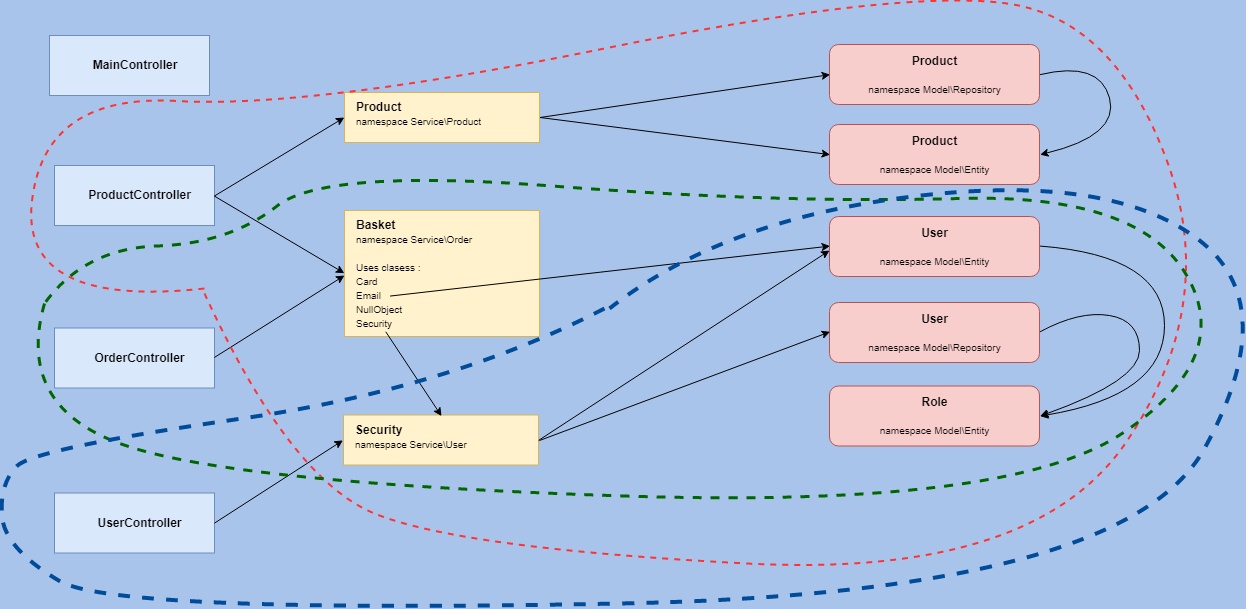 MainController
ProductController
OrderController
UserController
Product
namespace Service\Product
Basket
namespace Service\Order
Uses clasess :
Card
Email
NullObject
Security
Security
namespace Service\User
Product
namespace Model\Repository
Product
namespace Model\Entity
User
namespace Model\Entity
User
namespace Model\Repository
Role
namespace Model\Entity